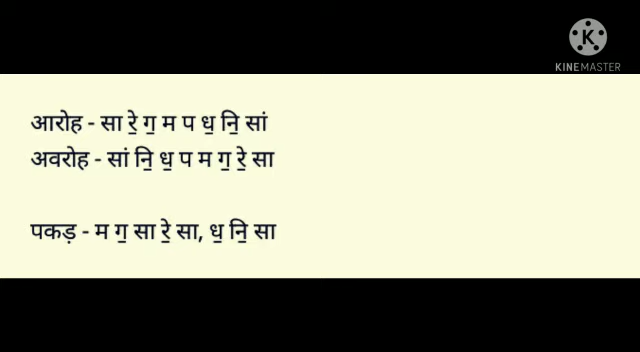 KINEMASTER
आरोह - सा रे॒ ग॒ म प ध॒ नि॒ सां
अवरोह - सां नि॒ ध॒ प म ग॒ रे॒ सा
पकड़ - म ग॒ सा रे॒ सा, ध॒ नि॒ सा